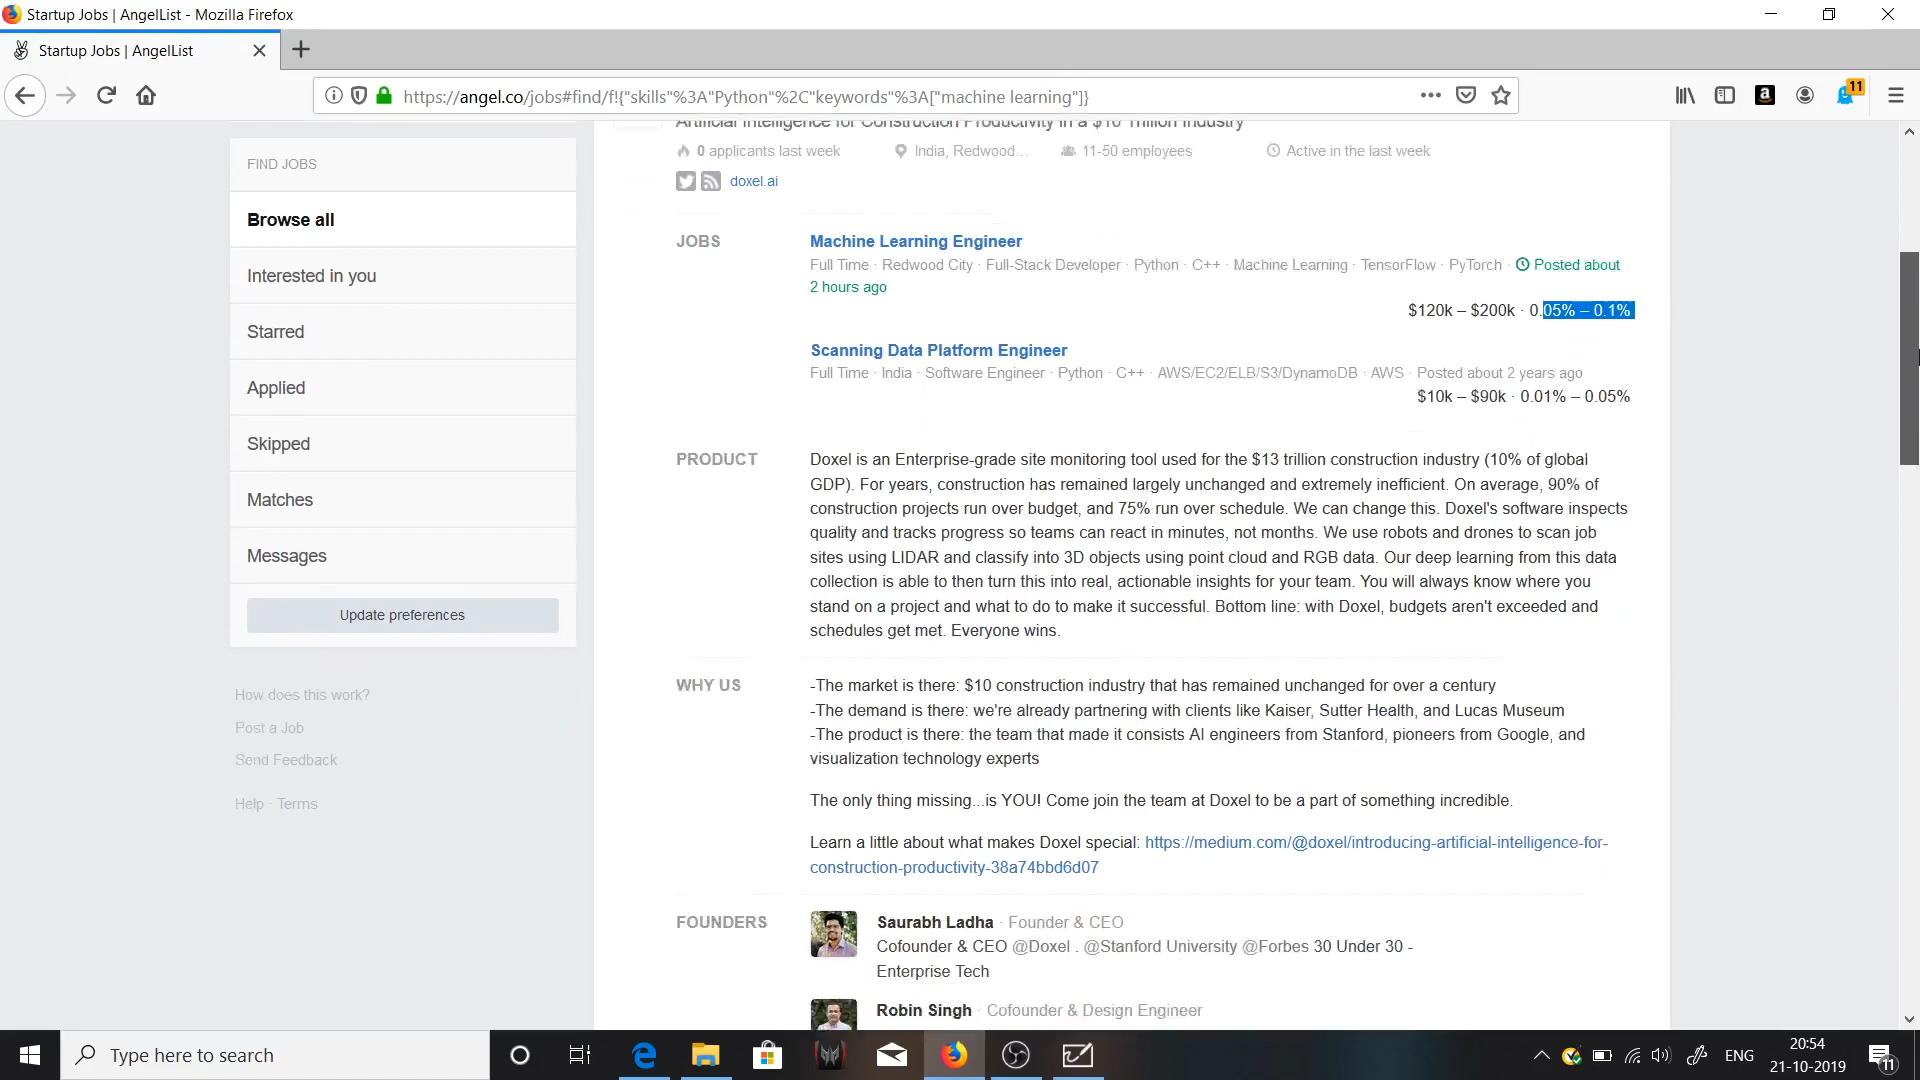 Startup Jobs | AngelList - Mozilla Firefox
Startup Jobs | AngelList
https://angel.co/jobs#find/f!{"skills"%3A"Python"%2C"keywords"%3A["machine learning"]}
11
FIND JOBS
Browse all
Interested in you
Starred
Applied
Skipped
Matches
Messages
Update preferences
How does this work?
Post a Job
Send Feedback
Help · Terms
Artificial Intelligence for Construction Productivity in a $10 Trillion Industry
0 applicants last week
India, Redwood...
11-50 employees
Active in the last week
doxel.ai
JOBS
Machine Learning Engineer
Full Time · Redwood City · Full-Stack Developer · Python · C++ · Machine Learning · TensorFlow · PyTorch · Posted about
2 hours ago
$120k – $200k · 0.05% – 0.1%
Scanning Data Platform Engineer
Full Time · India · Software Engineer · Python · C++ · AWS/EC2/ELB/S3/DynamoDB · AWS · Posted about 2 years ago
$10k – $90k · 0.01% – 0.05%
PRODUCT
Doxel is an Enterprise-grade site monitoring tool used for the $13 trillion construction industry (10% of global
GDP). For years, construction has remained largely unchanged and extremely inefficient. On average, 90% of
construction projects run over budget, and 75% run over schedule. We can change this. Doxel's software inspects
quality and tracks progress so teams can react in minutes, not months. We use robots and drones to scan job
sites using LIDAR and classify into 3D objects using point cloud and RGB data. Our deep learning from this data
collection is able to then turn this into real, actionable insights for your team. You will always know where you
stand on a project and what to do to make it successful. Bottom line: with Doxel, budgets aren't exceeded and
schedules get met. Everyone wins.
WHY US
-The market is there: $10 construction industry that has remained unchanged for over a century
-The demand is there: we're already partnering with clients like Kaiser, Sutter Health, and Lucas Museum
-The product is there: the team that made it consists AI engineers from Stanford, pioneers from Google, and
visualization technology experts
The only thing missing...is YOU! Come join the team at Doxel to be a part of something incredible.
Learn a little about what makes Doxel special: https://medium.com/@doxel/introducing-artificial-intelligence-for-
construction-productivity-38a74bbd6d07
FOUNDERS
Saurabh Ladha · Founder & CEO
Cofounder & CEO @Doxel . @Stanford University @Forbes 30 Under 30 -
Enterprise Tech
Robin Singh · Cofounder & Design Engineer
Type here to search
ENG
20:54
21-10-2019
11